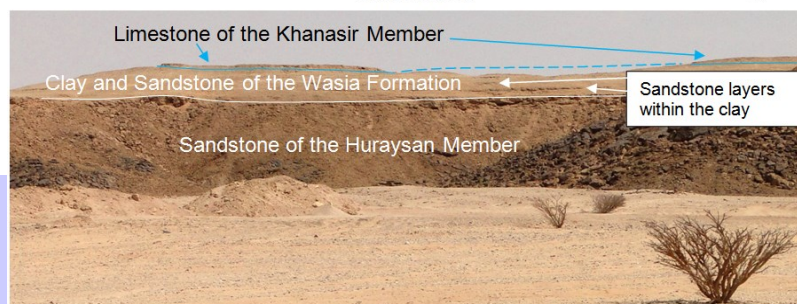 Limestone of the Khanasir Member
Clay and Sandstone of the Wasia Formation
Sandstone layers
within the clay
Sandstone of the Huraysan Member